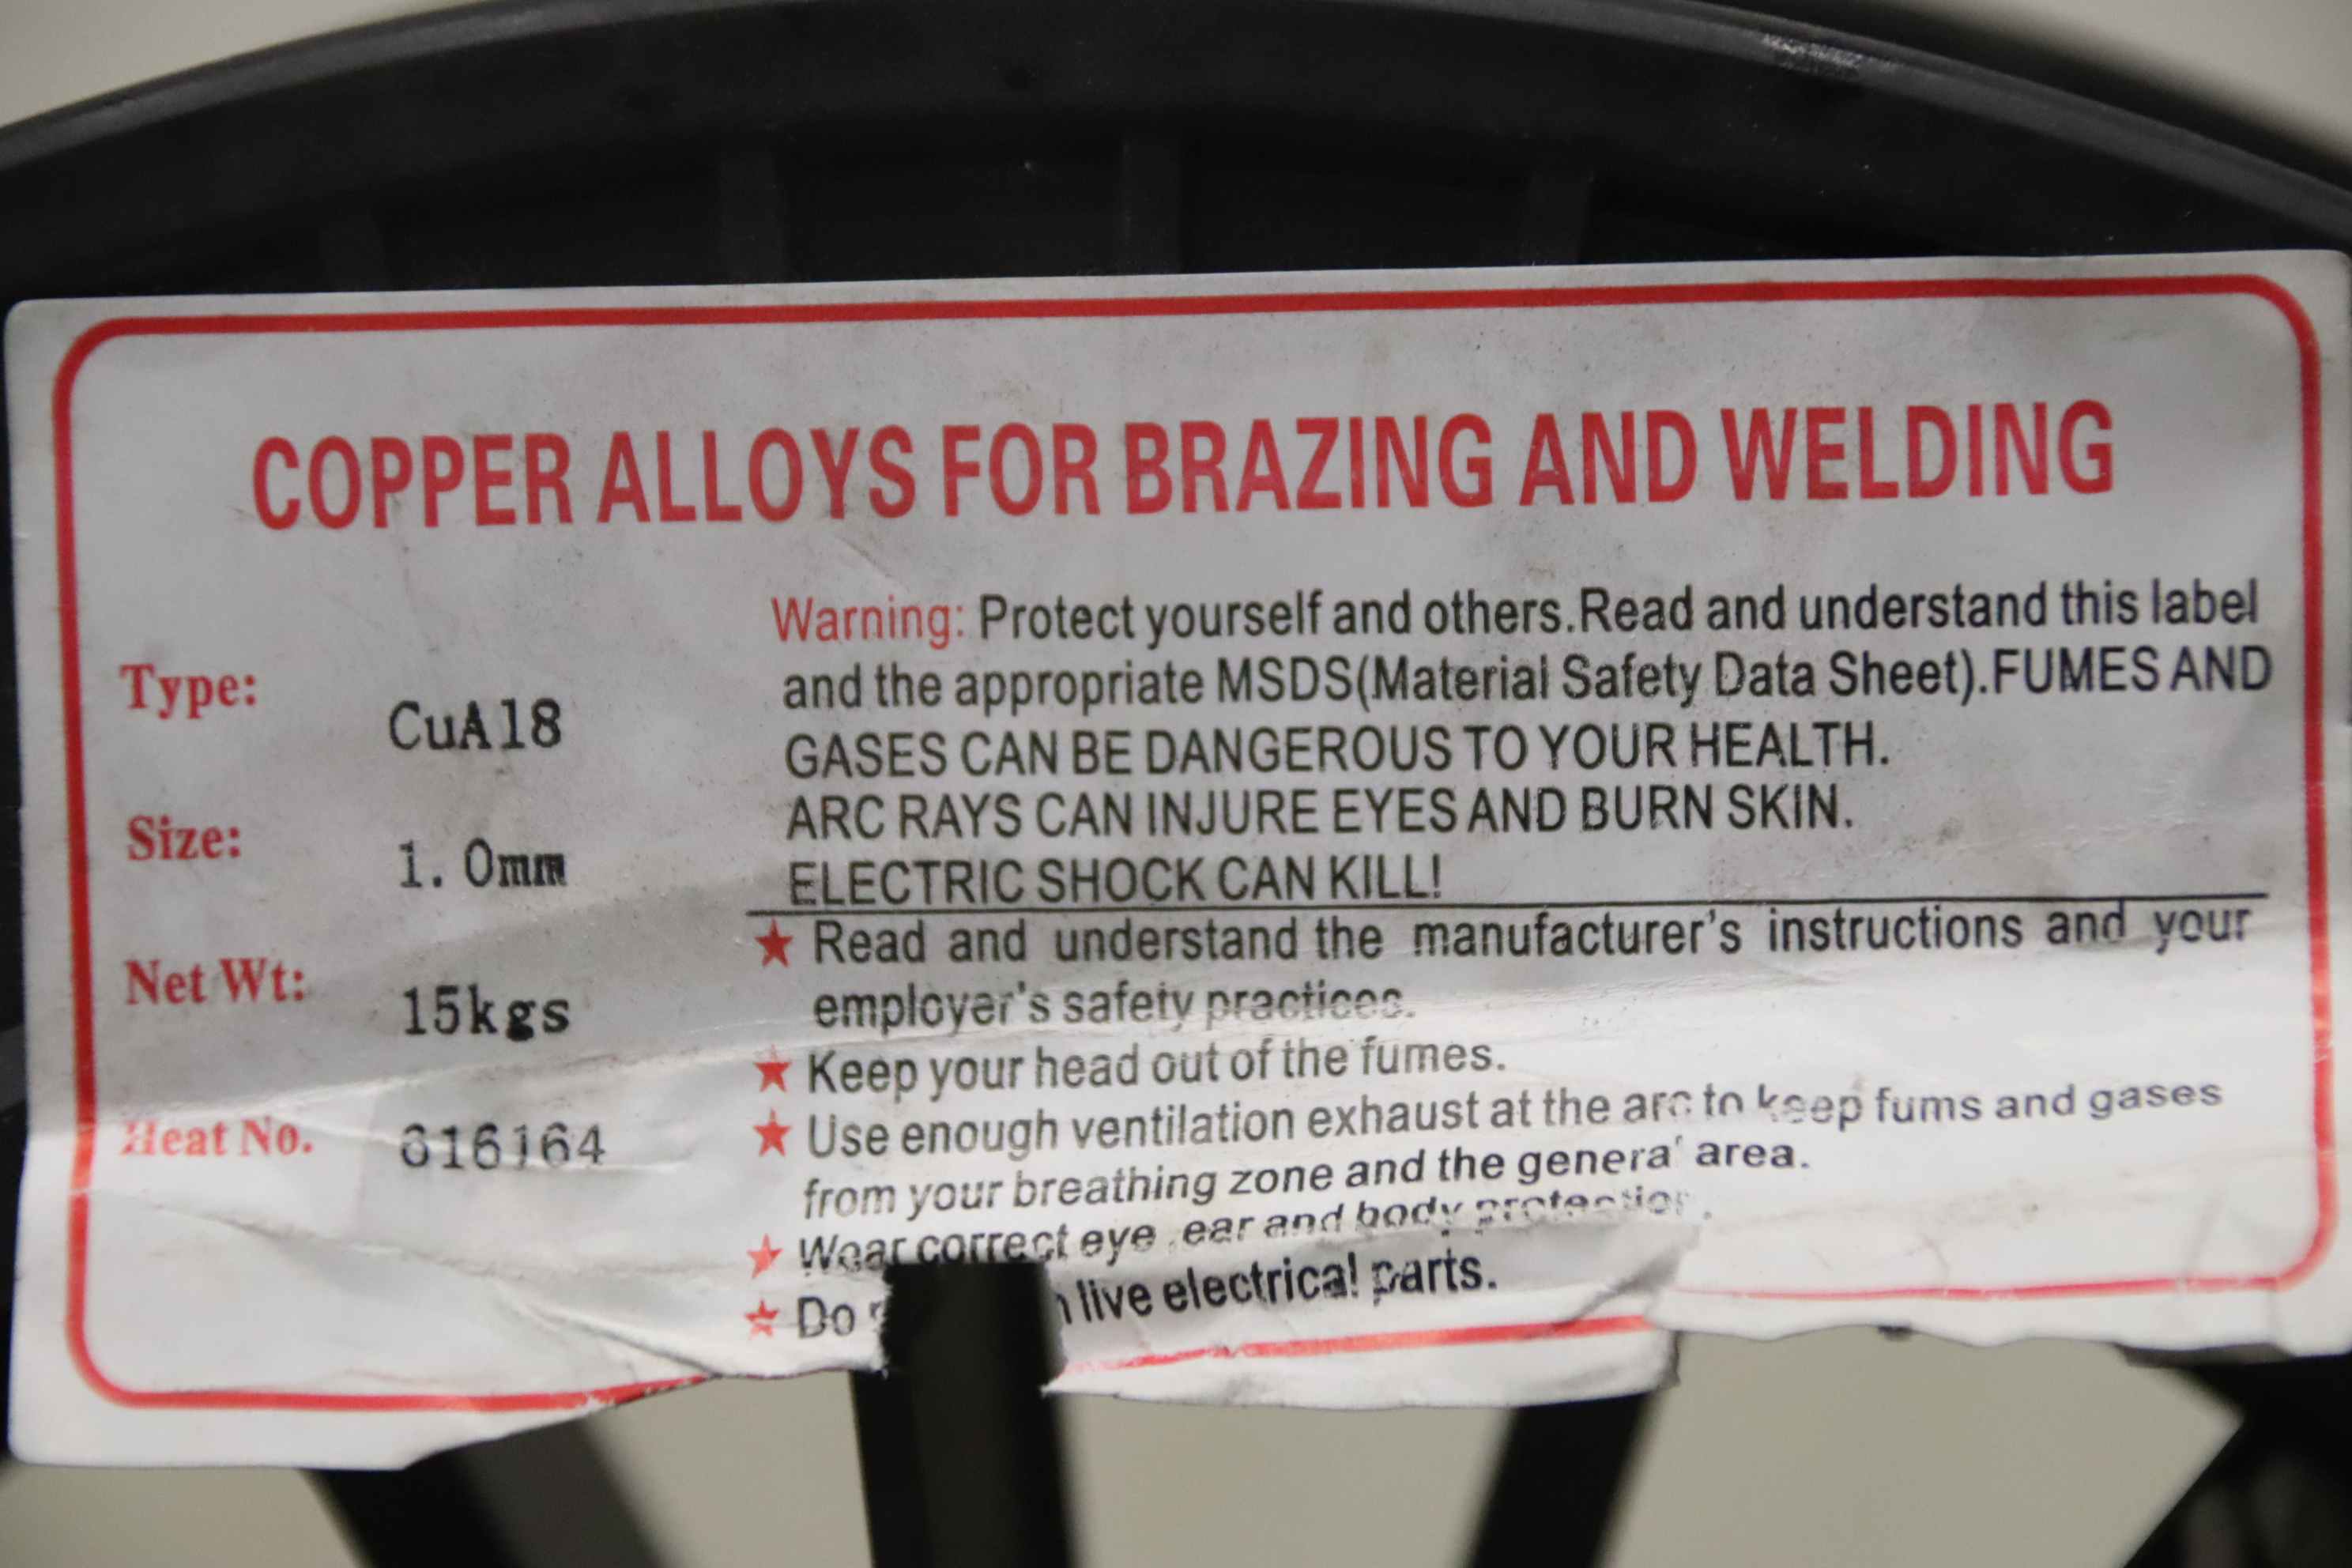 COPPER ALLOYS FOR BRAZING AND WELDING
Type: CuAl8
Size: 1.0mm
Net Wt: 15kgs
Heat No. 616164
Warning: Protect yourself and others.Read and understand this label
and the appropriate MSDS(Material Safety Data Sheet).FUMES AND
GASES CAN BE DANGEROUS TO YOUR HEALTH.
ARC RAYS CAN INJURE EYES AND BURN SKIN.
ELECTRIC SHOCK CAN KILL!
★ Read and understand the manufacturer's instructions and your
employer's safety practices.
★ Keep your head out of the fumes.
★ Use enough ventilation exhaust at the arc to keep fums and gases
from your breathing zone and the general area.
★ Wear correct eye ,ear and body protection.
★ Do live electrical parts.